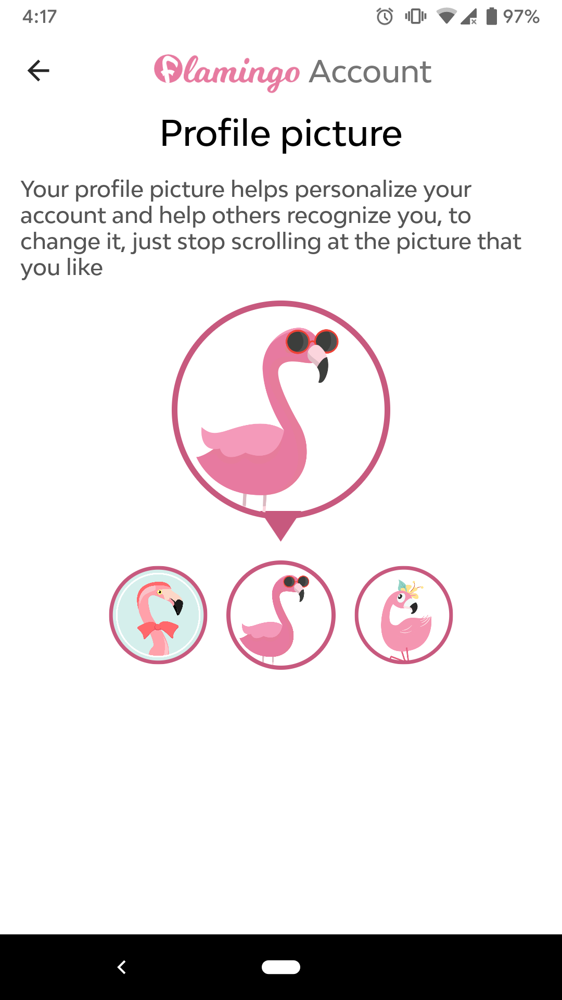 4:17 97%
Flamingo Account
Profile picture
Your profile picture helps personalize your
account and help others recognize you, to
change it, just stop scrolling at the picture that
you like